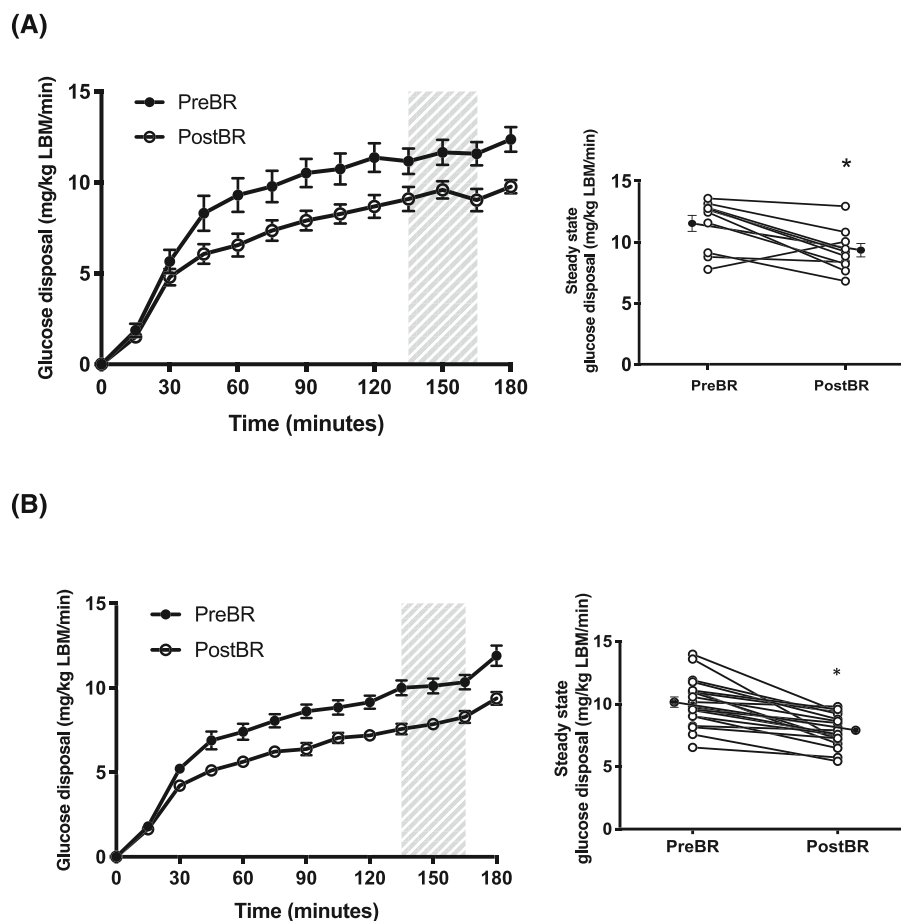 (A)
Glucose disposal (mg/kg LBM/min)
15
10
5
0
PreBR
PostBR
0 30 60 90 120 150 180
Time (minutes)
Steady state
glucose disposal (mg/kg LBM/min)
15
10
5
0
*
PreBR PostBR
(B)
Glucose disposal (mg/kg LBM/min)
15
10
5
0
PreBR
PostBR
0 30 60 90 120 150 180
Time (minutes)
Steady state
glucose disposal (mg/kg LBM/min)
15
10
5
0
*
PreBR PostBR